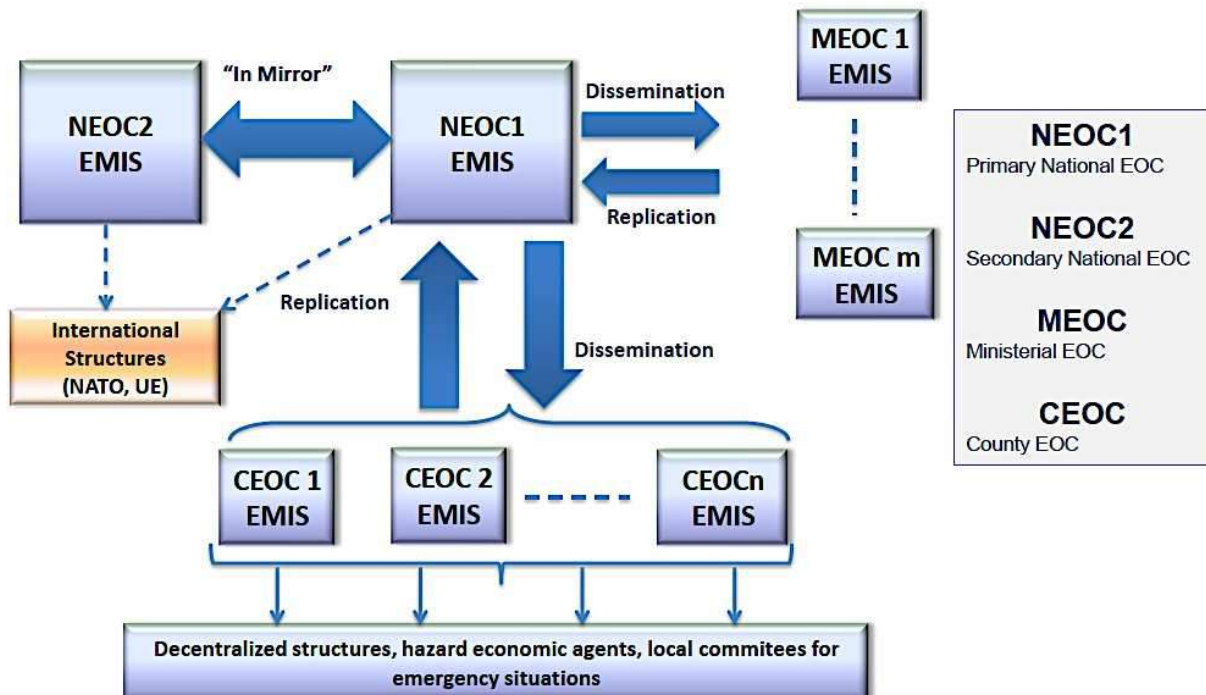 "In Mirror"
NEOC2
EMIS
NEOC1
EMIS
Dissemination
Replication
MEOC 1
EMIS
MEOC m
EMIS
NEOC1
Primary National EOC
NEOC2
Secondary National EOC
MEOC
Ministerial EOC
CEOC
County EOC
International
Structures
(NATO, UE)
Replication
Dissemination
CEOC 1
EMIS
CEOC 2
EMIS
CEOCn
EMIS
Decentralized structures, hazard economic agents, local commitees for
emergency situations